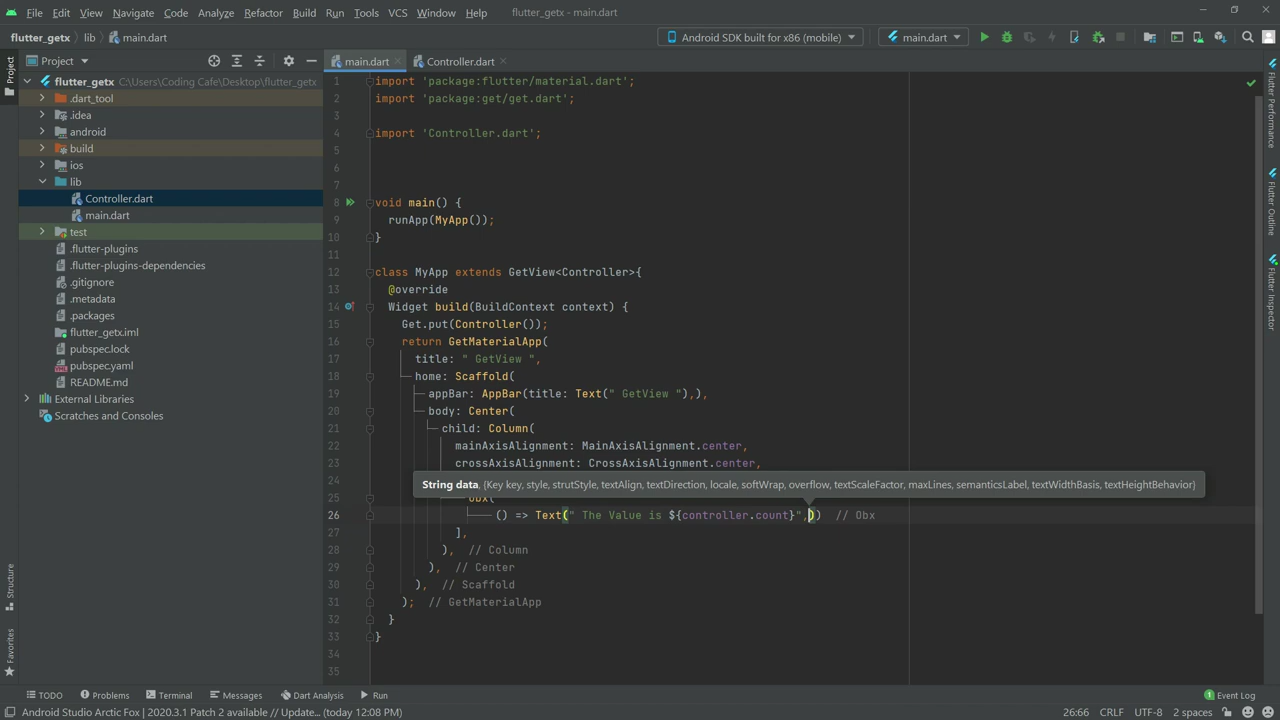 File Edit View Navigate Code Analyze Refactor Build Run Tools VCS Window Help flutter_getx - main.dart
flutter_getx lib main.dart Android SDK built for x86 (mobile) main.dart
Project
main.dart
Controller.dart
flutter_getx C:\Users\Coding Cafe\Desktop\flutter_getx
.dart_tool
.idea
android
build
ios
lib
Controller.dart
main.dart
test
.flutter-plugins
.flutter-plugins-dependencies
.gitignore
.metadata
.packages
flutter_getx.iml
pubspec.lock
pubspec.yaml
README.md
External Libraries
Scratches and Consoles
Project
Structure
Favorites
1 import 'package:flutter/material.dart';
2 import 'package:get/get.dart';
3
4 import 'Controller.dart';
5
6
7
8 void main() {
9 runApp(MyApp());
10 }
11
12 class MyApp extends GetView<Controller>{
13 @override
14 Widget build(BuildContext context) {
15 Get.put(Controller());
16 return GetMaterialApp(
17 title: " GetView ",
18 home: Scaffold(
19 appBar: AppBar(title: Text(" GetView "),),
20 body: Center(
21 child: Column(
22 mainAxisAlignment: MainAxisAlignment.center,
23 crossAxisAlignment: CrossAxisAlignment.center,
String data, {Key key, style, strutStyle, textAlign, textDirection, locale, softWrap, overflow, textScaleFactor, maxLines, semanticsLabel, textWidthBasis, textHeightBehavior}
25 Obx(
26 () => Text(" The Value is ${controller.count}",)) // Obx
27 ],
28 ), // Column
29 ), // Center
30 ), // Scaffold
31 ); // GetMaterialApp
32 }
33 }
34
35
Flutter Performance
Flutter Outline
Flutter Inspector
TODO Problems Terminal Messages Dart Analysis Run 1 Event Log
Android Studio Arctic Fox | 2020.3.1 Patch 2 available // Update... (today 12:08 PM) 26:66 CRLF UTF-8 2 spaces